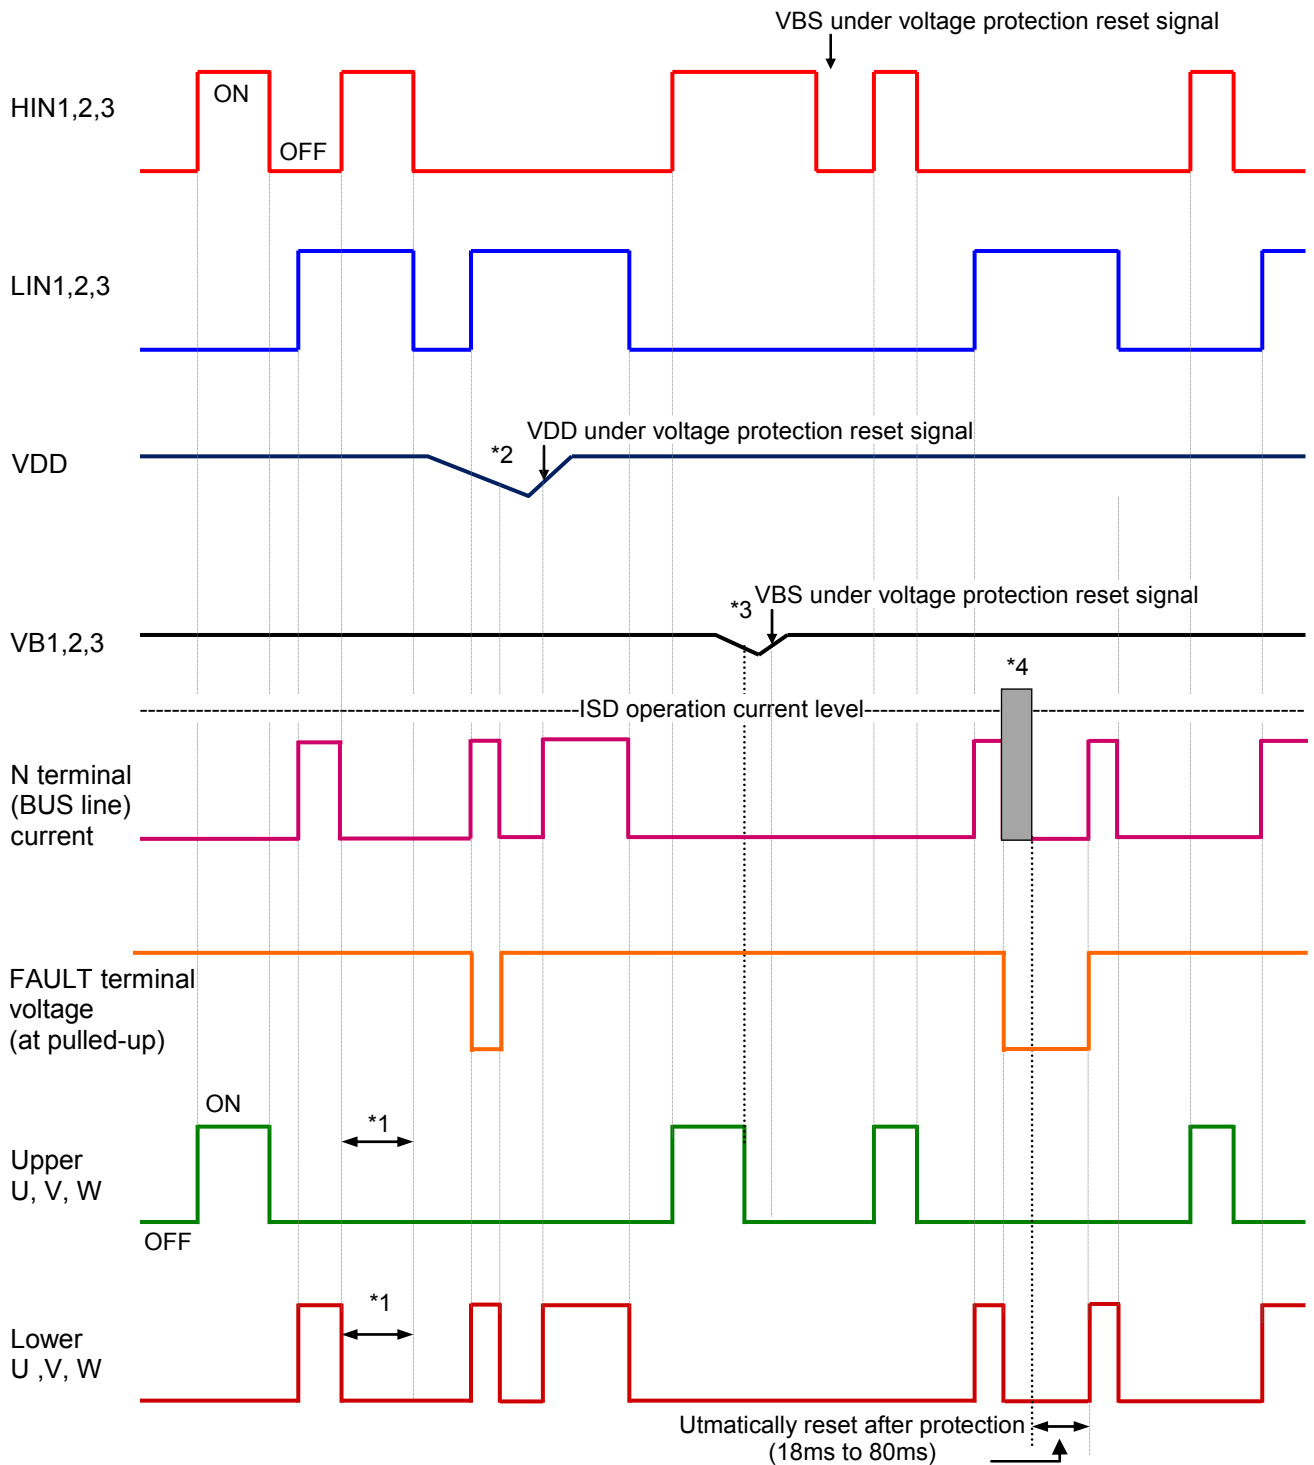 VBS under voltage protection reset signal
HIN1,2,3
ON
OFF
LIN1,2,3
VDD under voltage protection reset signal
*2
VDD
VBS under voltage protection reset signal
*3
VB1,2,3
*4
ISD operation current level
N terminal
(BUS line)
current
FAULT terminal
voltage
(at pulled-up)
ON
*1
Upper
U, V, W
OFF
*1
Lower
U ,V, W
Utmatically reset after protection
(18ms to 80ms)